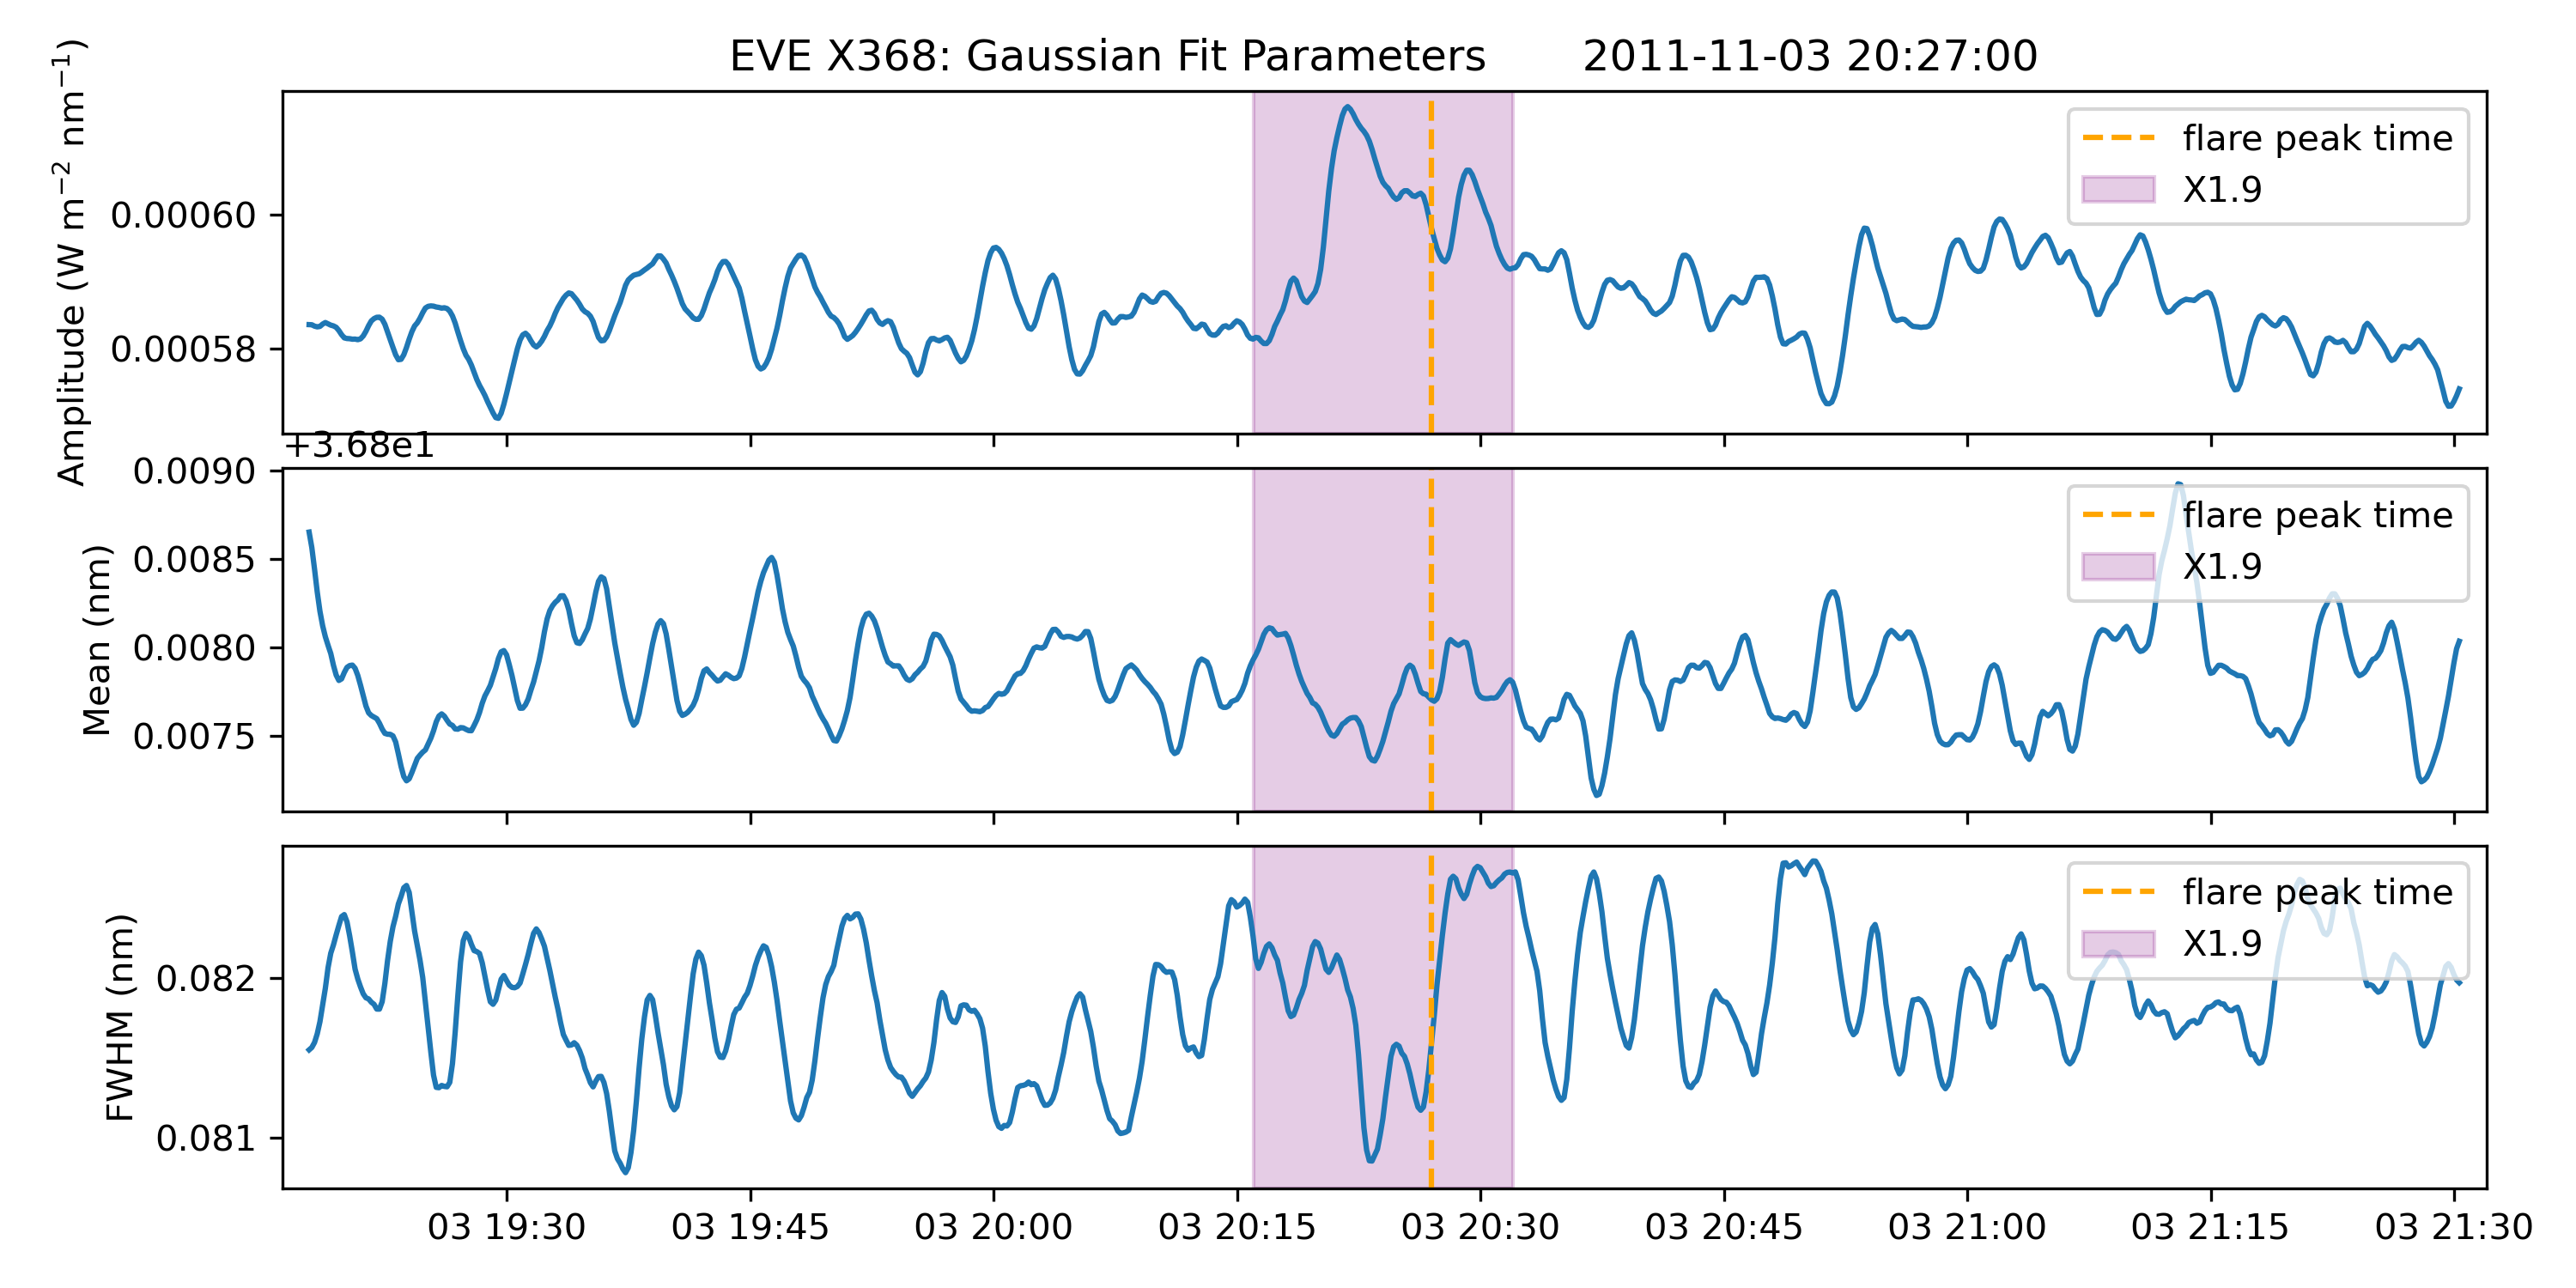 EVE X368: Gaussian Fit Parameters 2011-11-03 20:27:00
Amplitude (W m⁻² nm⁻¹)
0.00060
0.00058
flare peak time
X1.9
+3.68e1
Mean (nm)
0.0090
0.0085
0.0080
0.0075
flare peak time
X1.9
FWHM (nm)
0.082
0.081
flare peak time
X1.9
03 19:30 03 19:45 03 20:00 03 20:15 03 20:30 03 20:45 03 21:00 03 21:15 03 21:30